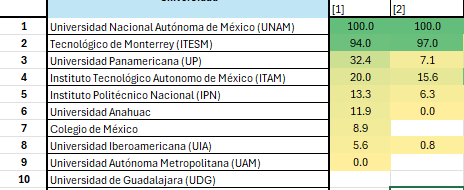 [1] [2]
1 Universidad Nacional Autónoma de México (UNAM) 100.0 100.0
2 Tecnológico de Monterrey (ITESM) 94.0 97.0
3 Universidad Panamericana (UP) 32.4 7.1
4 Instituto Tecnológico Autonomo de México (ITAM) 20.0 15.6
5 Instituto Politécnico Nacional (IPN) 13.3 6.3
6 Universidad Anahuac 11.9 0.0
7 Colegio de México 8.9
8 Universidad Iberoamericana (UIA) 5.6 0.8
9 Universidad Autónoma Metropolitana (UAM) 0.0
10 Universidad de Guadalajara (UDG)